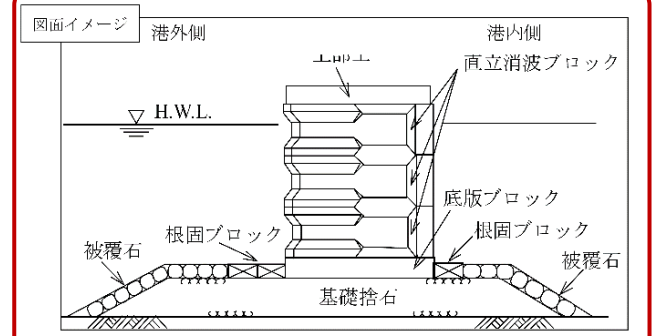 図面イメージ
港外側
港内側
直立消波ブロック
H.W.L.
底版ブロック
根固ブロック
根固ブロック
被覆石
被覆石
基礎捨石